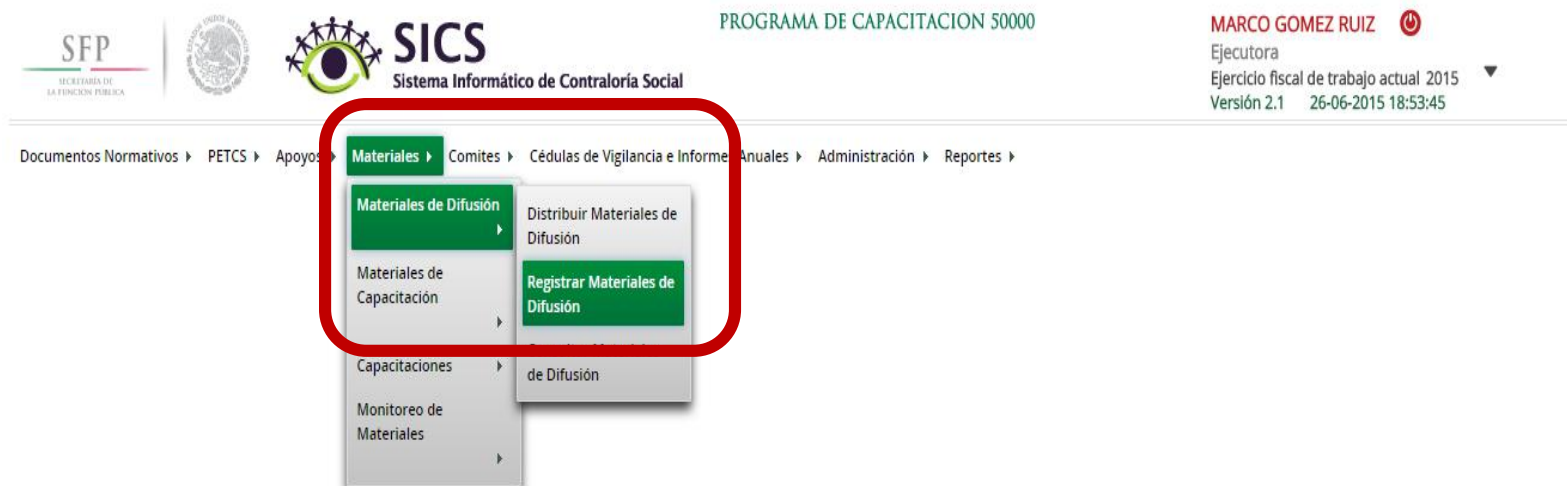 PROGRAMA DE CAPACITACION 50000
SFP
SECRETARÍA DE
LA FUNCIÓN PÚBLICA
ESTADOS UNIDOS MEXICANOS
SICS
Sistema Informático de Contraloría Social
MARCO GOMEZ RUIZ
Ejecutora
Ejercicio fiscal de trabajo actual 2015
Versión 2.1 26-06-2015 18:53:45
Documentos Normativos PETCS Apoyos Materiales Comites Cédulas de Vigilancia e Informes Anuales Administración Reportes
Materiales de Difusión
Materiales de
Capacitación
Capacitaciones
Monitoreo de
Materiales
Distribuir Materiales de
Difusión
Registrar Materiales de
Difusión
de Difusión